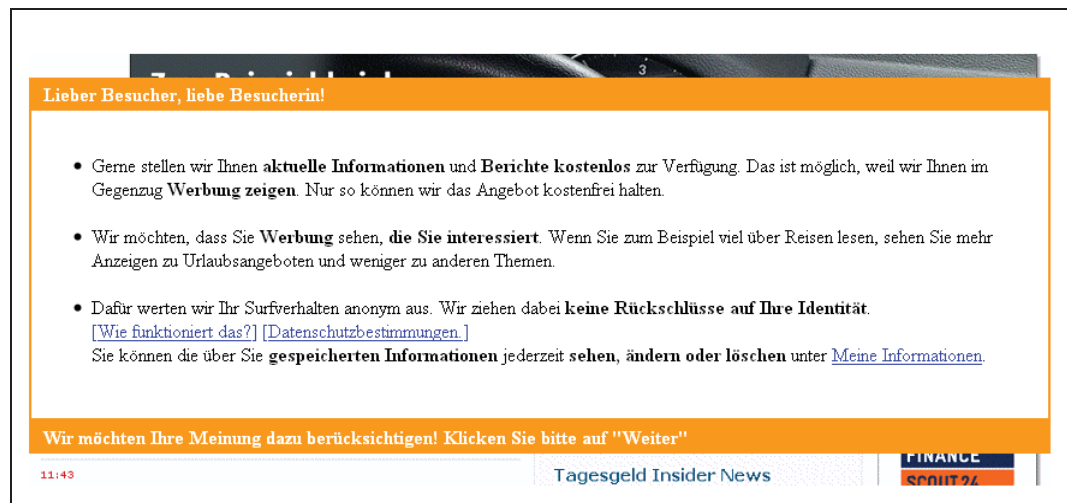 Lieber Besucher, liebe Besucherin!
• Gerne stellen wir Ihnen aktuelle Informationen und Berichte kostenlos zur Verfügung. Das ist möglich, weil wir Ihnen im
Gegenzug Werbung zeigen. Nur so können wir das Angebot kostenfrei halten.
• Wir möchten, dass Sie Werbung sehen, die Sie interessiert. Wenn Sie zum Beispiel viel über Reisen lesen, sehen Sie mehr
Anzeigen zu Urlaubsangeboten und weniger zu anderen Themen.
• Dafür werten wir Ihr Surfverhalten anonym aus. Wir ziehen dabei keine Rückschlüsse auf Ihre Identität.
[Wie funktioniert das?] [Datenschutzbestimmungen.]
Sie können die über Sie gespeicherten Informationen jederzeit sehen, ändern oder löschen unter Meine Informationen.
Wir möchten Ihre Meinung dazu berücksichtigen! Klicken Sie bitte auf "Weiter"
11:43
Tagesgeld Insider News
FINANCE
SCOUT24